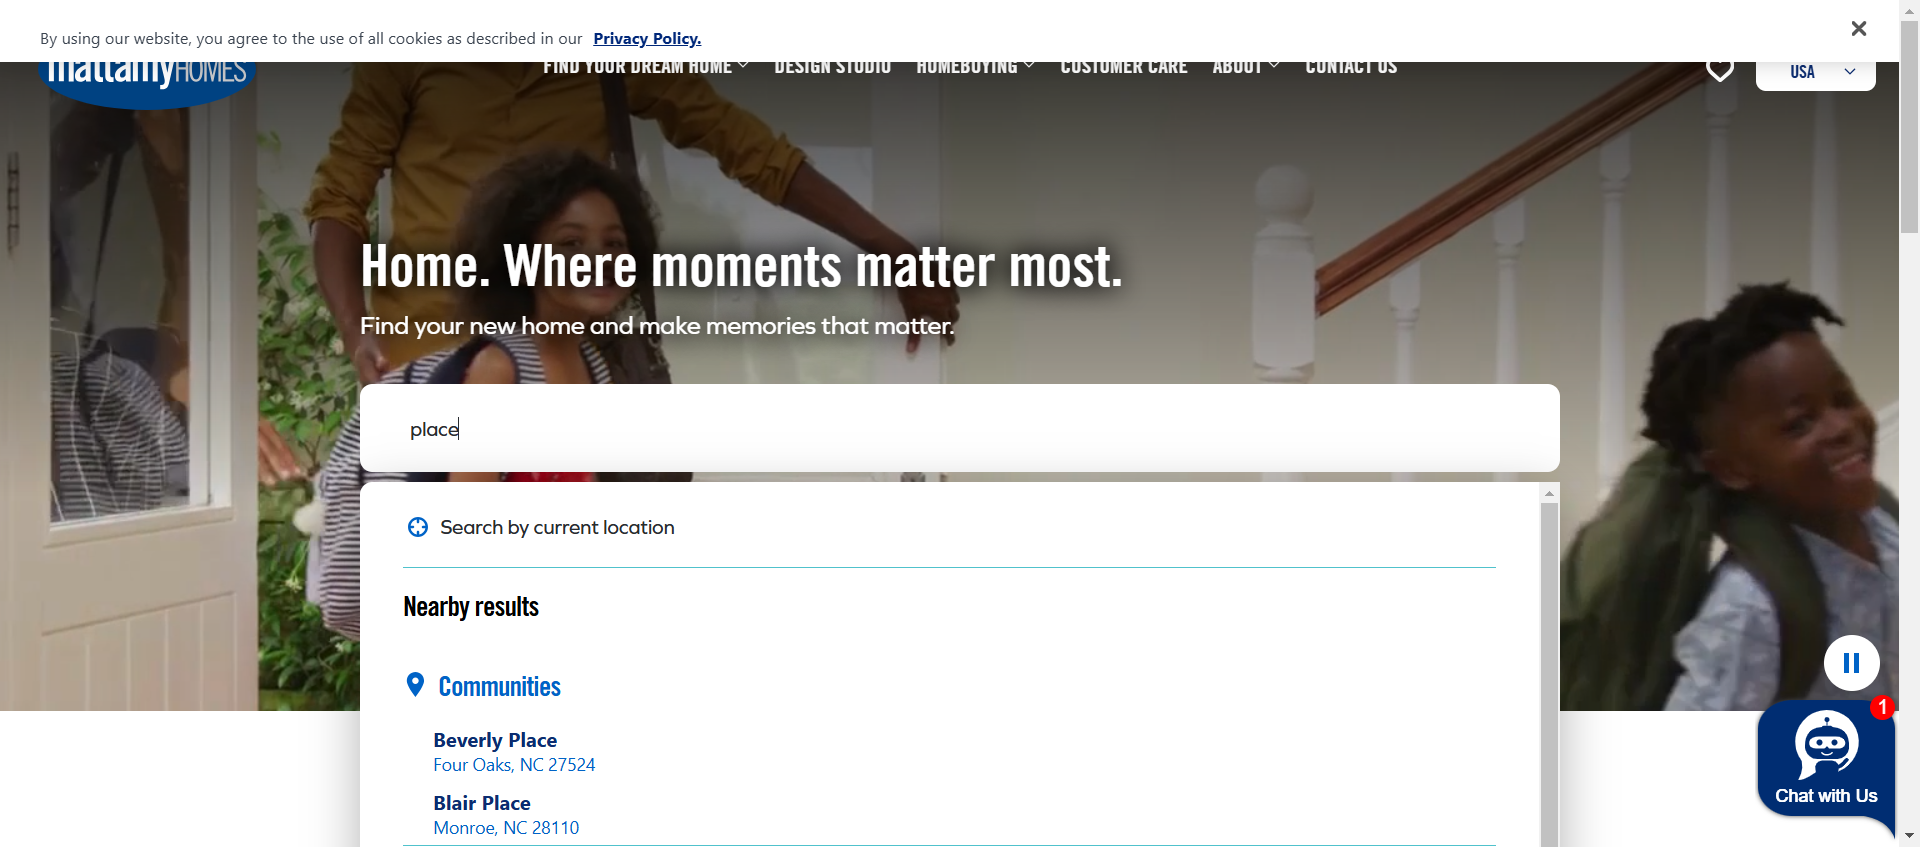 By using our website, you agree to the use of all cookies as described in our Privacy Policy.
mattamyHOMES
FIND YOUR DREAM HOME
DESIGN STUDIO
HOMEBUYING
CUSTOMER CARE
ABOUT
CONTACT US
USA
Home. Where moments matter most.
Find your new home and make memories that matter.
place
Search by current location
Nearby results
Communities
Beverly Place
Four Oaks, NC 27524
Blair Place
Monroe, NC 28110
1
Chat with Us